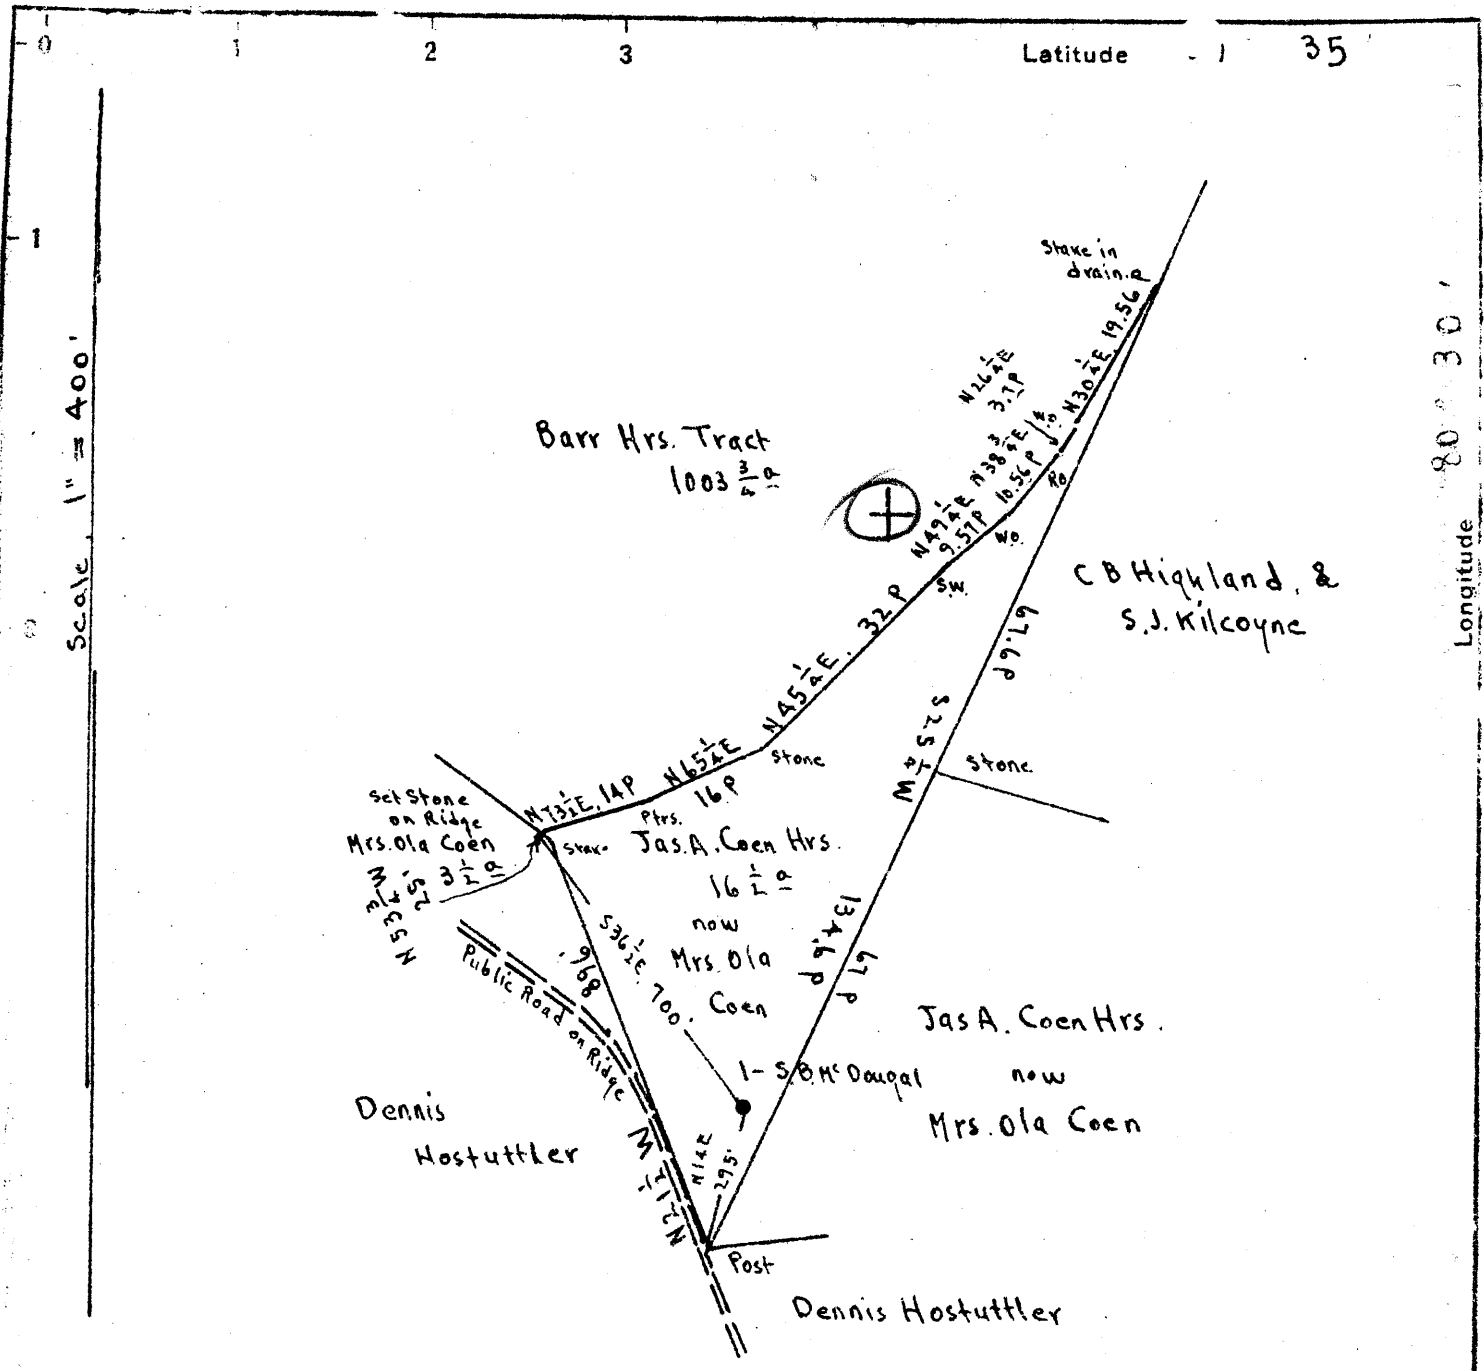 0 1 2 3 Latitude 1 35'
1
Scale, 1" = 400'
80° 30'
Longitude
Stake in
drain.
N 30 1/4 E, 19.56 P
N 26 1/4 E
3.7 P
W.O.
N 38 3/4 E
10.56 P
R.O.
N 49 1/4 E
9.57 P
W.O.
S.W.
Barr Hrs. Tract
1003 3/4 a
C B Highland, &
S.J. Kilcoyne
N 45 1/4 E. 32 P
67.6 P
S 25 1/4 W
Stone
Stone
N 65 1/4 E
16 P
N 73 1/2 E, 14 P
Ptrs.
Stake
Set Stone
on Ridge
Mrs. Ola Coen
3 1/2 a
N 53 3/4 W
25'
Jas. A. Coen Hrs.
16 1/2 a
now
Mrs. Ola
Coen
S 36 1/2 E. 700.
896'
134.6 P
67 P
Public Road on Ridge
Jas A. Coen Hrs.
now
Mrs. Ola Coen
1- S.B. Mc Dougal
Dennis
Hostuttler
N 14 E
295'
N 21 1/2 W
Post
Dennis Hostuttler